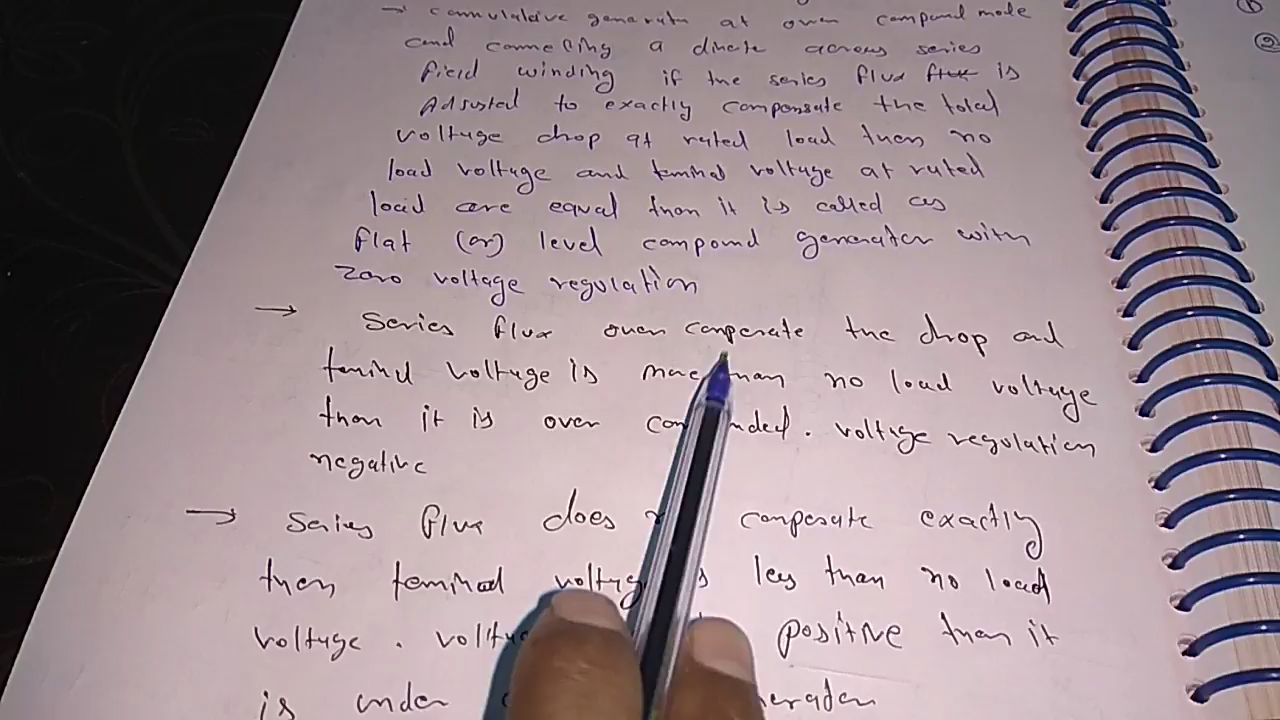 → cummulative generator at over compound mode
and connecting a diverter across series
field winding if the series flux is
Adjusted to exactly compensate the total
voltage drop at rated load then no
load voltage and terminal voltage at rated
load are equal then it is called as
flat (or) level compound generator with
zero voltage regulation
→ Series flux over compensate the drop and
terminal voltage is more than no load voltage
then it is over . voltage regulation
negative
→ Series flux does compensate exactly
then terminal voltage less than no load
voltage . positive then it
is under